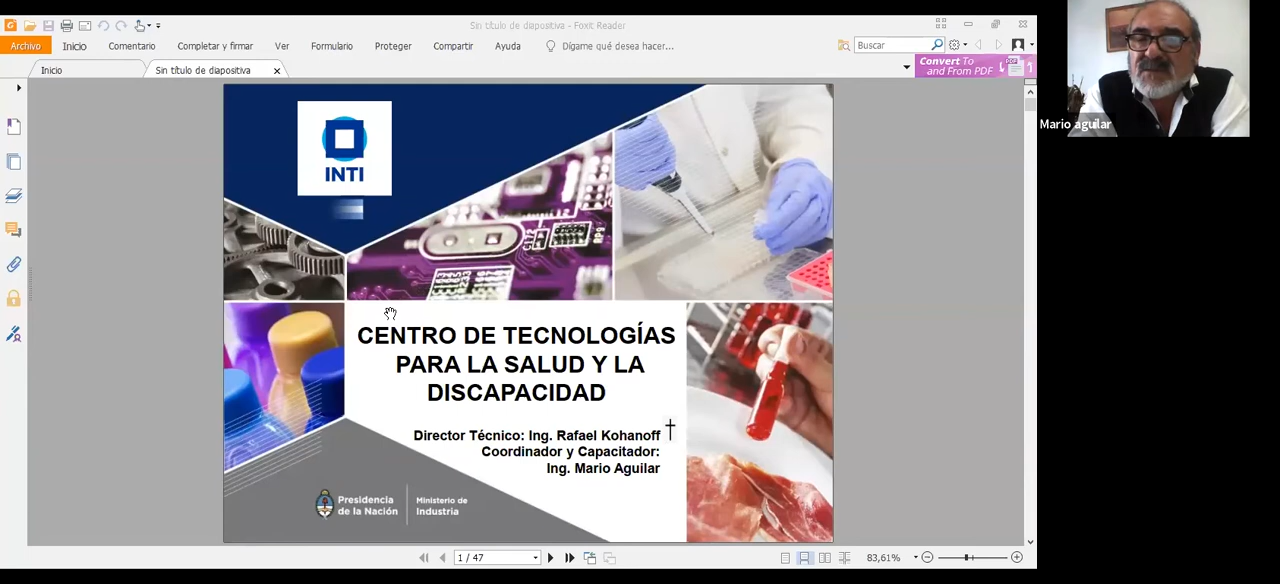 Sin título de diapositiva - Foxit Reader
Archivo
Inicio
Comentario
Completar y firmar
Ver
Formulario
Proteger
Compartir
Ayuda
Dígame qué desea hacer...
Buscar
Inicio
Sin título de diapositiva
Convert To
and From PDF
PDF
Mario aguilar
INTI
C172
RP9
CENTRO DE TECNOLOGÍAS
PARA LA SALUD Y LA
DISCAPACIDAD
Director Técnico: Ing. Rafael Kohanoff
Coordinador y Capacitador:
Ing. Mario Aguilar
Presidencia
de la Nación
Ministerio de
Industria
1 / 47
83,61%